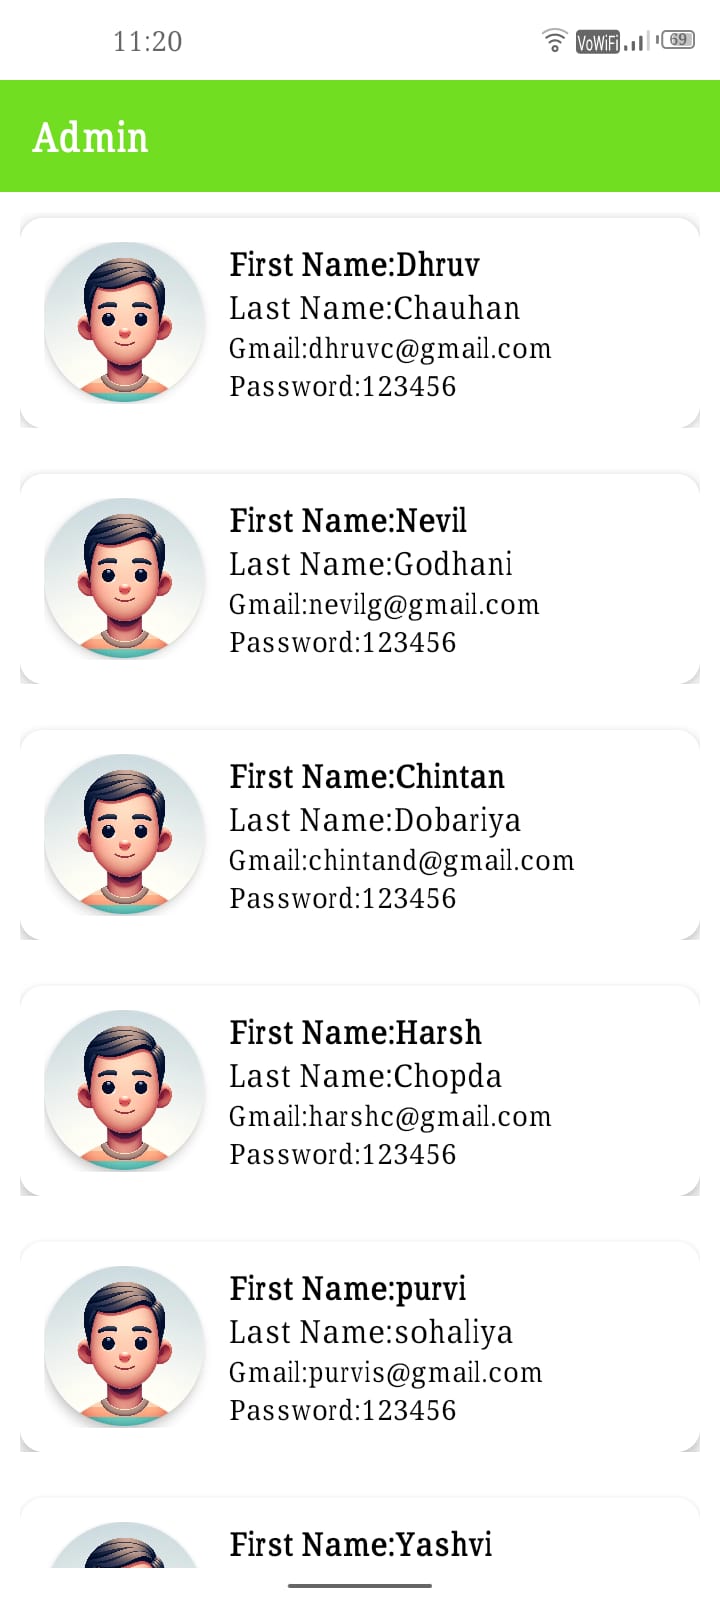 11:20
VoWiFi
69
Admin
First Name:Dhruv
Last Name:Chauhan
Gmail:dhruvc@gmail.com
Password:123456
First Name:Nevil
Last Name:Godhani
Gmail:nevilg@gmail.com
Password:123456
First Name:Chintan
Last Name:Dobariya
Gmail:chintand@gmail.com
Password:123456
First Name:Harsh
Last Name:Chopda
Gmail:harshc@gmail.com
Password:123456
First Name:purvi
Last Name:sohaliya
Gmail:purvis@gmail.com
Password:123456
First Name:Yashvi